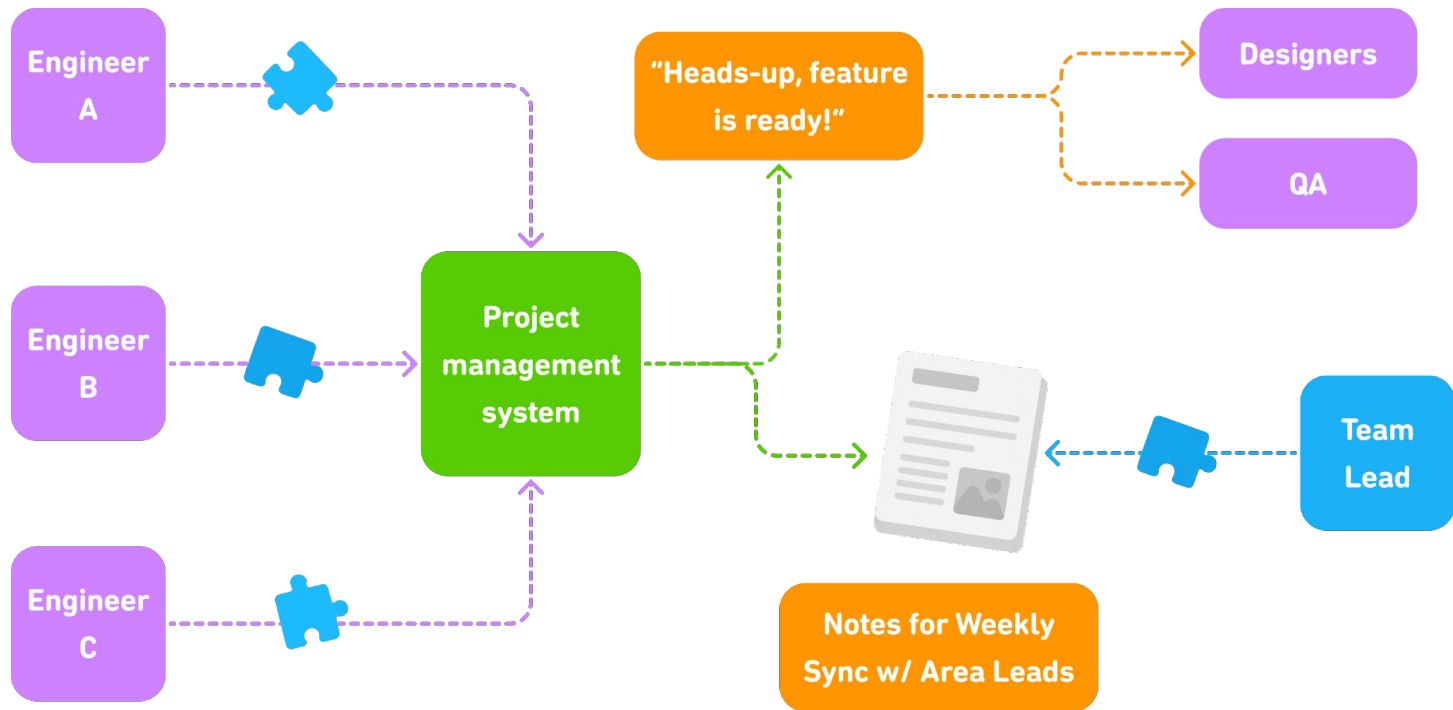 Engineer
A
"Heads-up, feature
is ready!"
Designers
QA
Engineer
B
Project
management
system
Team
Lead
Engineer
C
Notes for Weekly
Sync w/ Area Leads